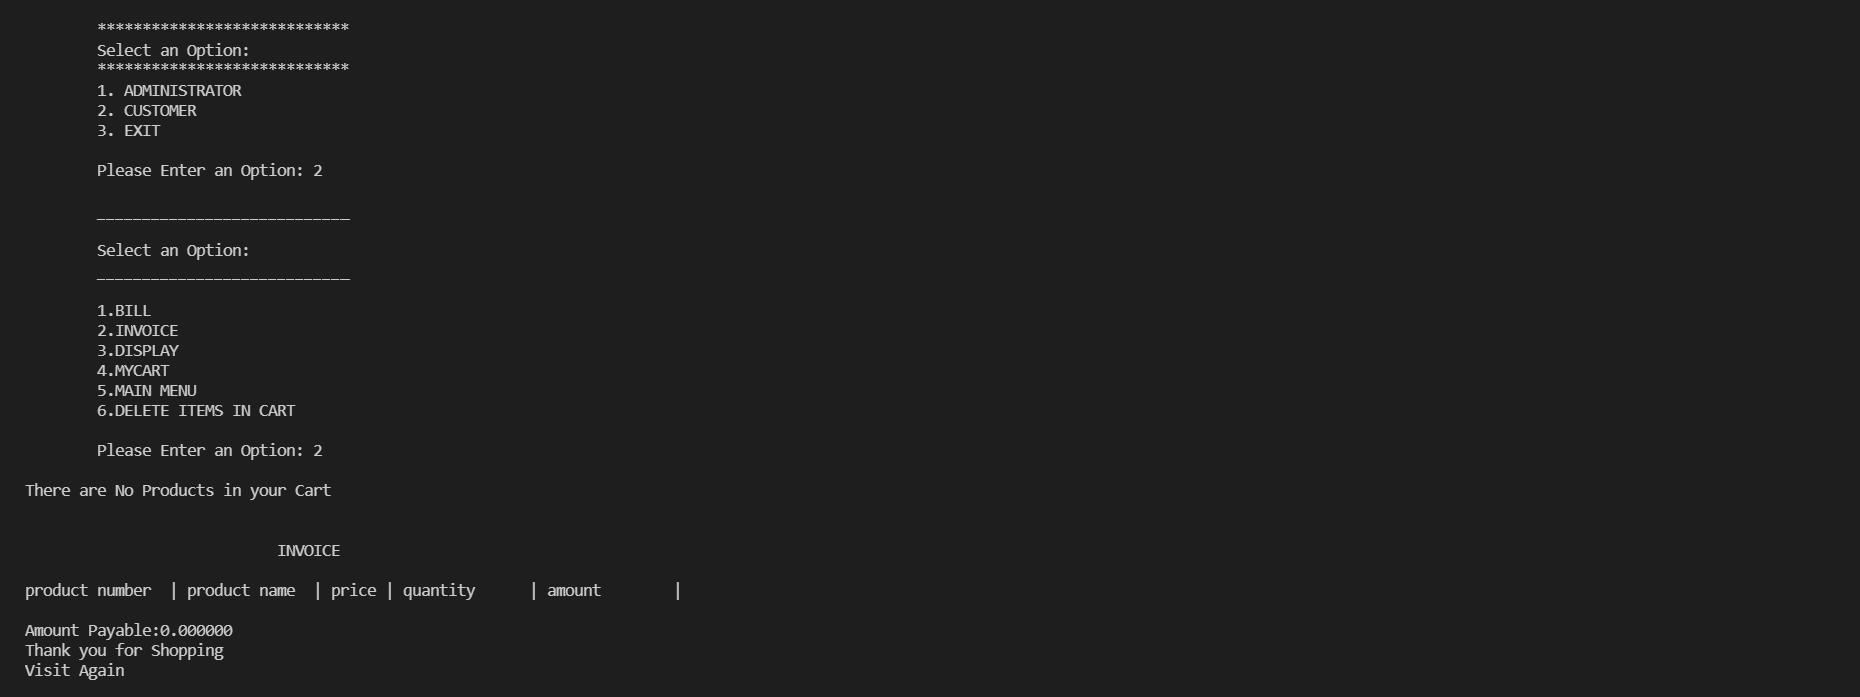 ****************************
Select an Option:
****************************
1. ADMINISTRATOR
2. CUSTOMER
3. EXIT
Please Enter an Option: 2
____________________________
Select an Option:
____________________________
1.BILL
2.INVOICE
3.DISPLAY
4.MYCART
5.MAIN MENU
6.DELETE ITEMS IN CART
Please Enter an Option: 2
There are No Products in your Cart
INVOICE
product number  | product name  | price | quantity      | amount        |
Amount Payable:0.000000
Thank you for Shopping
Visit Again